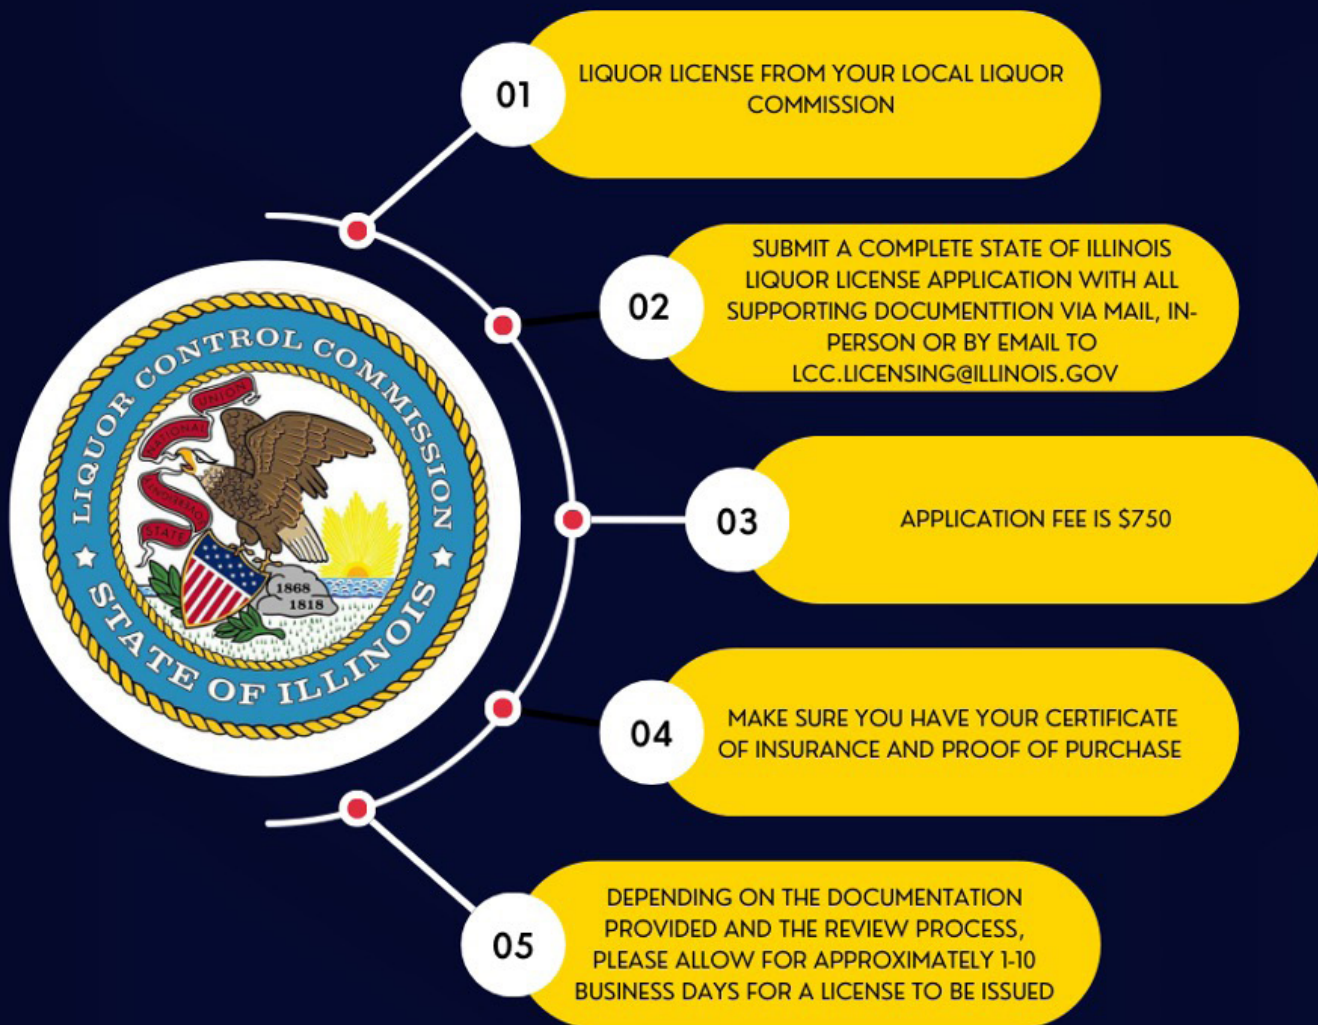 01
LIQUOR LICENSE FROM YOUR LOCAL LIQUOR
COMMISSION
02
SUBMIT A COMPLETE STATE OF ILLINOIS
LIQUOR LICENSE APPLICATION WITH ALL
SUPPORTING DOCUMENTTION VIA MAIL, IN-
PERSON OR BY EMAIL TO
LCC.LICENSING@ILLINOIS.GOV
LIQUOR CONTROL COMMISSION
STATE OF ILLINOIS
UNION
NATIONAL
SOVEREIGNTY
STATE
1868
1818
03
APPLICATION FEE IS $750
04
MAKE SURE YOU HAVE YOUR CERTIFICATE
OF INSURANCE AND PROOF OF PURCHASE
05
DEPENDING ON THE DOCUMENTATION
PROVIDED AND THE REVIEW PROCESS,
PLEASE ALLOW FOR APPROXIMATELY 1-10
BUSINESS DAYS FOR A LICENSE TO BE ISSUED